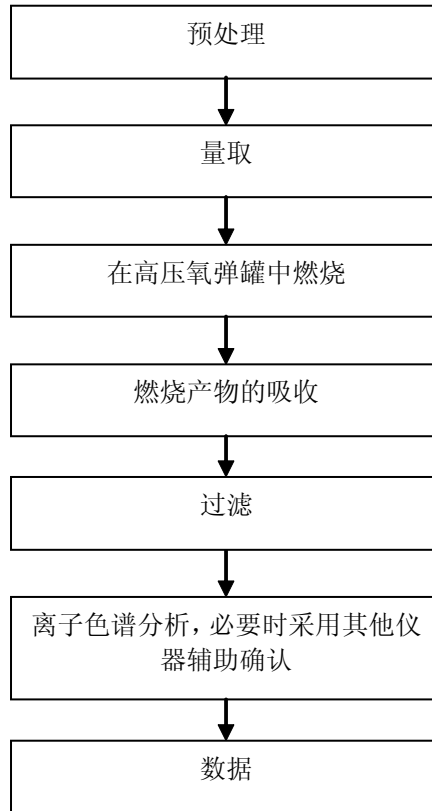 预处理
量取
在高压氧弹罐中燃烧
燃烧产物的吸收
过滤
离子色谱分析，必要时采用其他仪
器辅助确认
数据